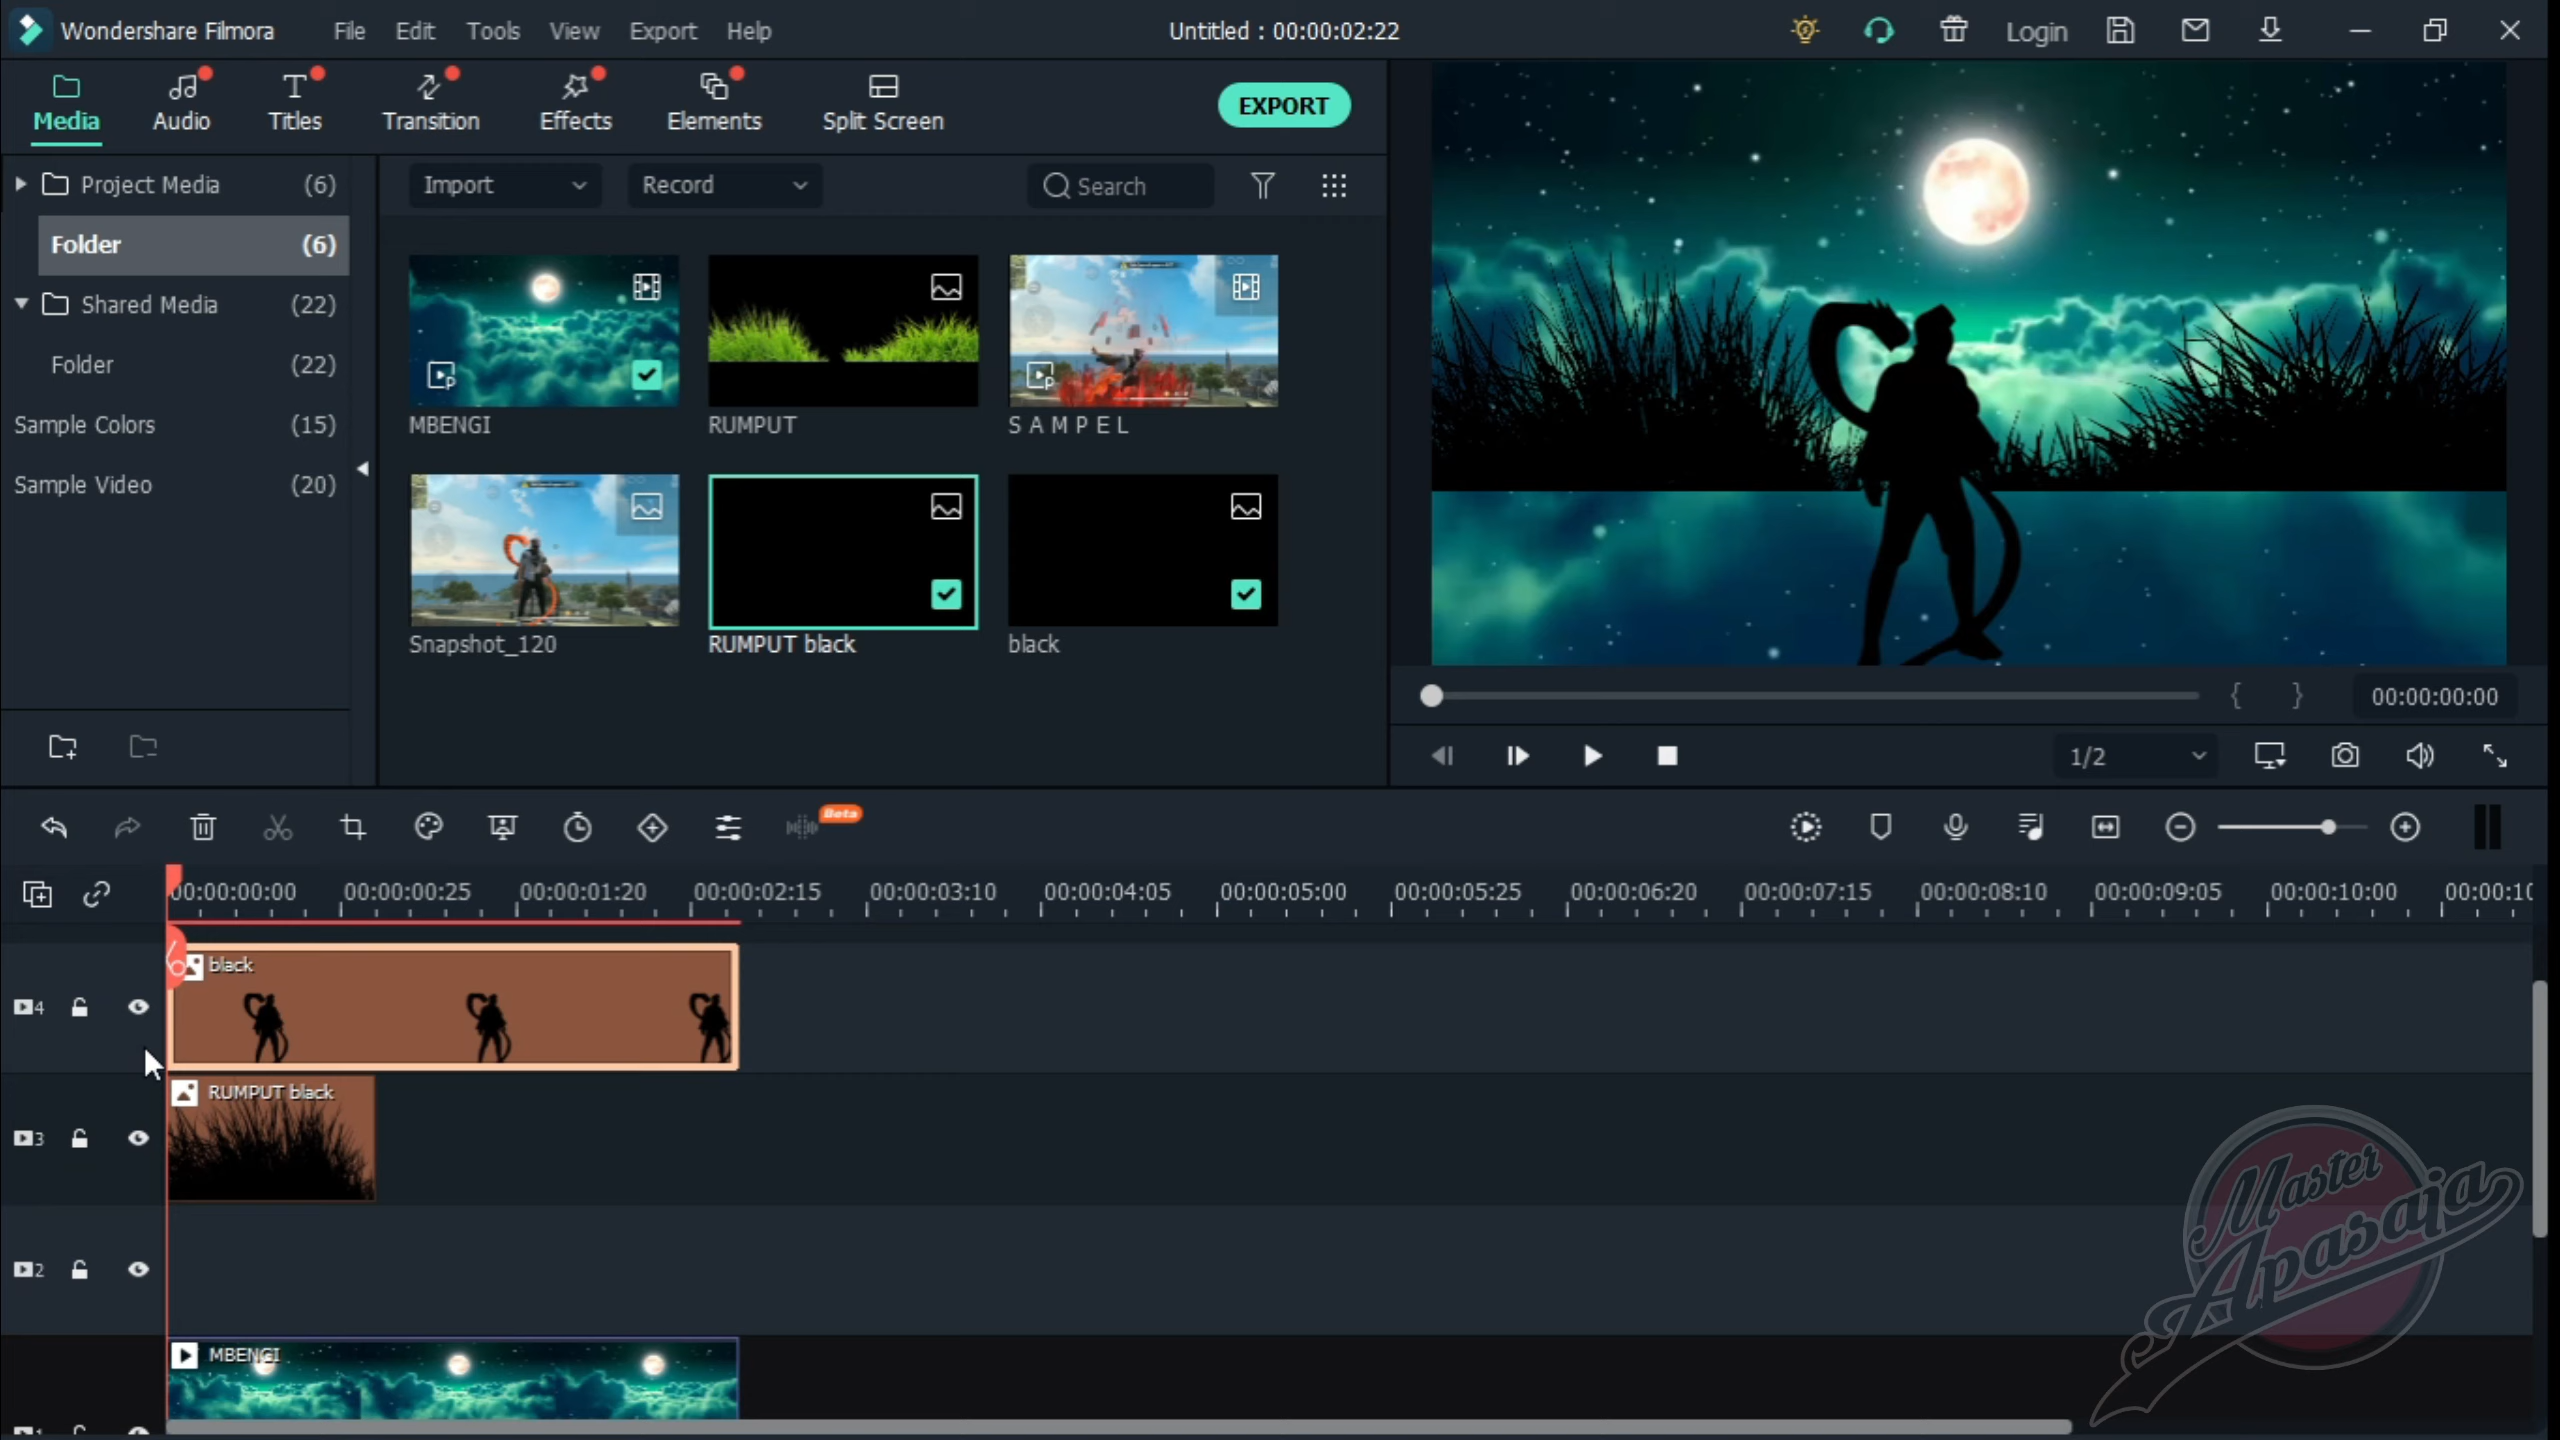 Wondershare Filmora File Edit Tools View Export Help Untitled : 00:00:02:22 Login
Media Audio Titles Transition Effects Elements Split Screen EXPORT
Project Media (6)
Import Record Search
Folder (6)
Shared Media (22)
Folder (22)
Sample Colors (15)
Sample Video (20)
MBENGI RUMPUT S A M P E L
Snapshot_120 RUMPUT black black
{ } 00:00:00:00
1/2
Beta
00:00:00:00 00:00:00:25 00:00:01:20 00:00:02:15 00:00:03:10 00:00:04:05 00:00:05:00 00:00:05:25 00:00:06:20 00:00:07:15 00:00:08:10 00:00:09:05 00:00:10:00 00:00:10
black
4
RUMPUT black
3
2
MBENGI
1
Master
Apasaja